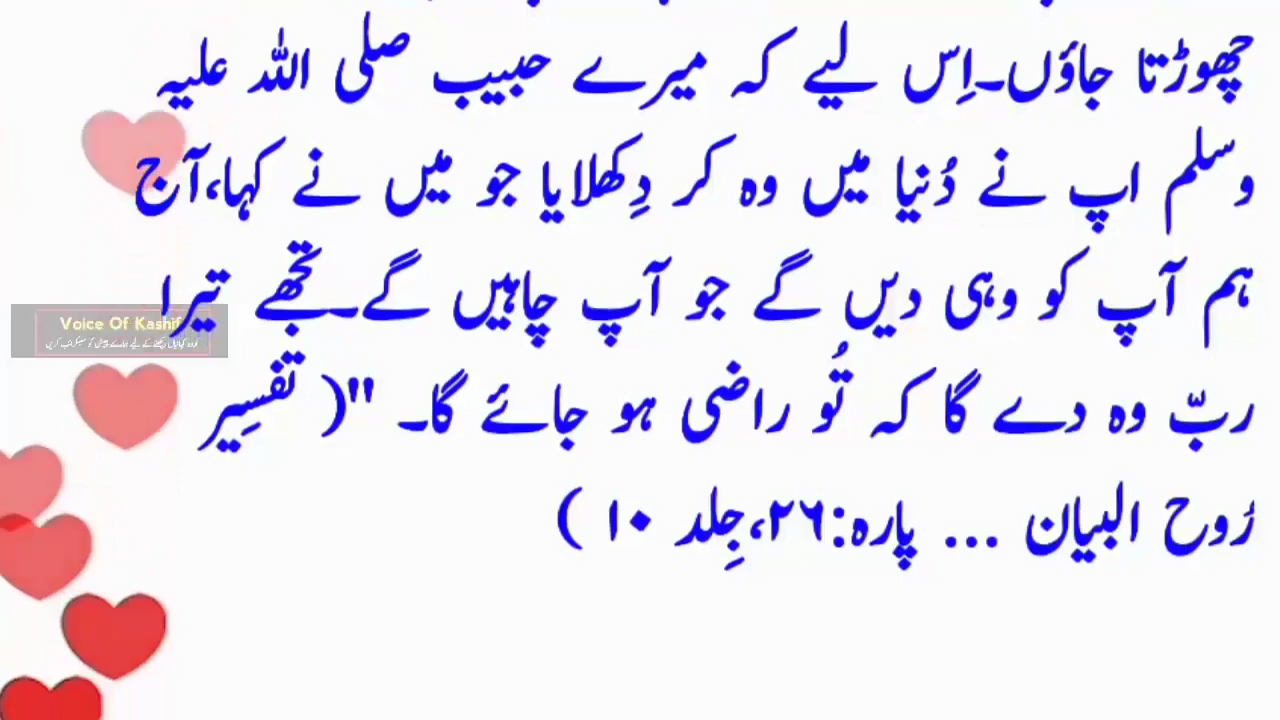 چھوڑتا جاؤں۔اِس لیے کہ میرے حبیب صلی اللہ علیہ
وسلم اپ نے دُنیا میں وہ کر دِکھلایا جو میں نے کہا،آج
ہم آپ کو وہی دیں گے جو آپ چاہیں گے۔تجھے تیرا
Voice Of Kashif
ربّ وہ دے گا کہ تُو راضی ہو جائے گا۔ "( تفسِیر
رُوح البیان ... پارہ:۲۶،جِلد ۱۰ )